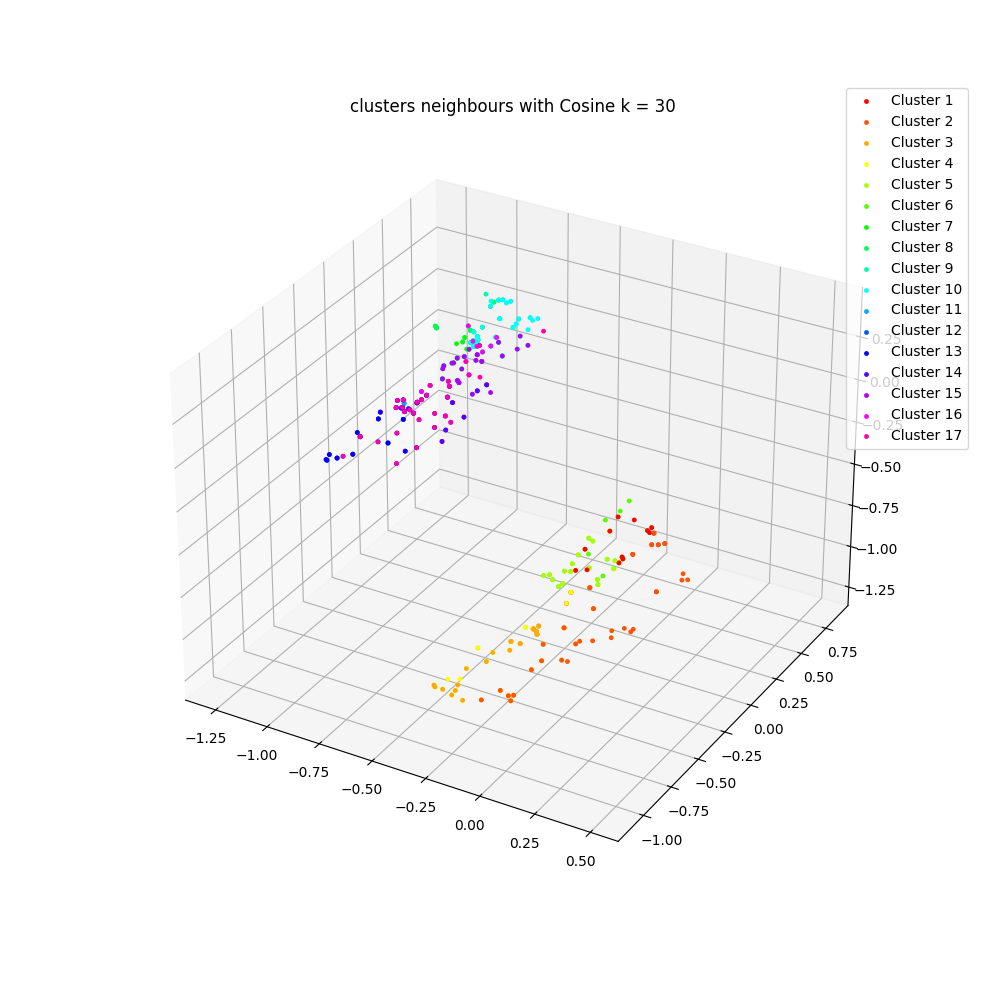 clusters neighbours with Cosine k = 30
Cluster 1
Cluster 2
Cluster 3
Cluster 4
Cluster 5
Cluster 6
Cluster 7
Cluster 8
Cluster 9
Cluster 10
Cluster 11
Cluster 12
Cluster 13
Cluster 14
Cluster 15
Cluster 16
Cluster 17
0.25
0.00
−0.25
−0.50
−0.75
−1.00
−1.25
0.75
0.50
0.25
0.00
−0.25
−0.50
−0.75
−1.00
−1.25
−1.00
−0.75
−0.50
−0.25
0.00
0.25
0.50